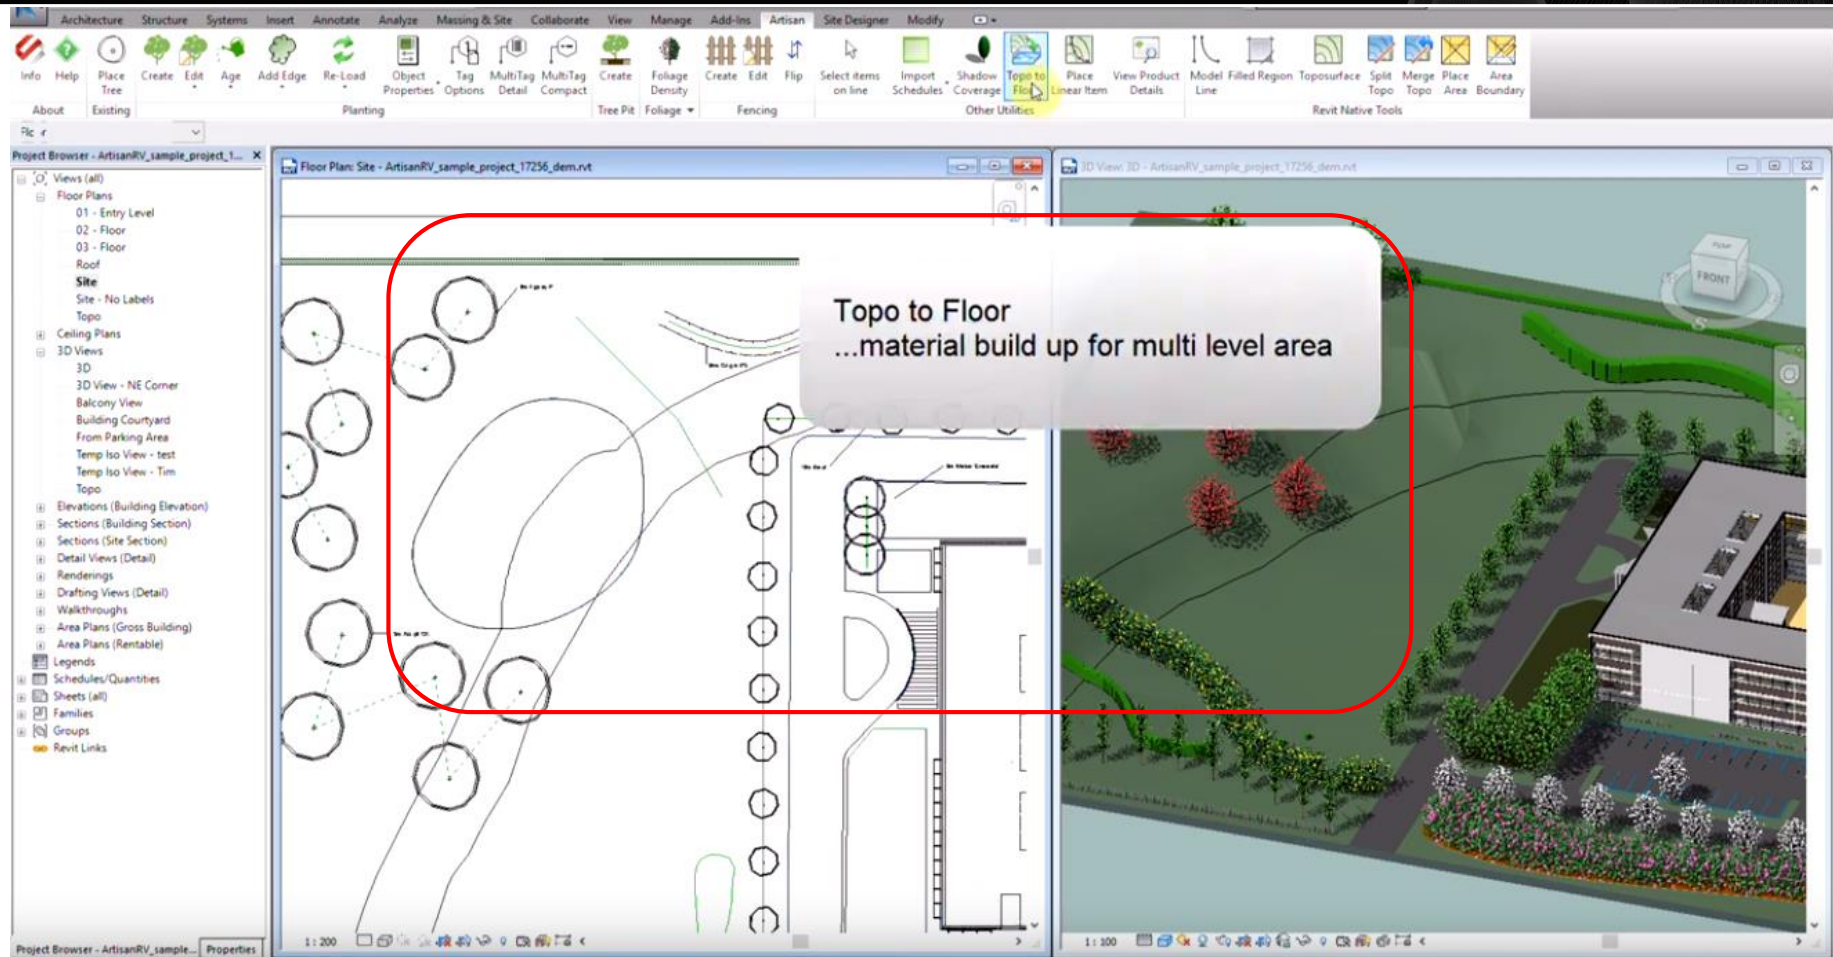 Architecture Structure Systems Insert Annotate Analyze Massing & Site Collaborate View Manage Add-Ins Artisan Site Designer Modify
Info Help Place Tree Create Edit Age Add Edge Re-Load Object Properties Tag Options MultiTag Detail MultiTag Compact Create Foliage Density Create Edit Flip Select items on line Import Schedules Shadow Coverage Topo to Floor Place Linear Item View Product Details Model Line Filled Region Toposurface Split Topo Merge Topo Place Area Area Boundary
About Existing Planting Tree Pit Foliage Fencing Other Utilities Revit Native Tools
Project Browser - ArtisanRV_sample_project_1...
Views (all)
Floor Plans
01 - Entry Level
02 - Floor
03 - Floor
Roof
Site
Site - No Labels
Topo
Ceiling Plans
3D Views
3D
3D View - NE Corner
Balcony View
Building Courtyard
From Parking Area
Temp Iso View - test
Temp Iso View - Tim
Topo
Elevations (Building Elevation)
Sections (Building Section)
Sections (Site Section)
Detail Views (Detail)
Renderings
Drafting Views (Detail)
Walkthroughs
Area Plans (Gross Building)
Area Plans (Rentable)
Legends
Schedules/Quantities
Sheets (all)
Families
Groups
Revit Links
Project Browser - ArtisanRV_sample... Properties
Floor Plan: Site - ArtisanRV_sample_project_17256_dem.rvt
Topo to Floor
...material build up for multi level area
1 : 200
3D View: 3D - ArtisanRV_sample_project_17256_dem.rvt
FRONT
S
1 : 100